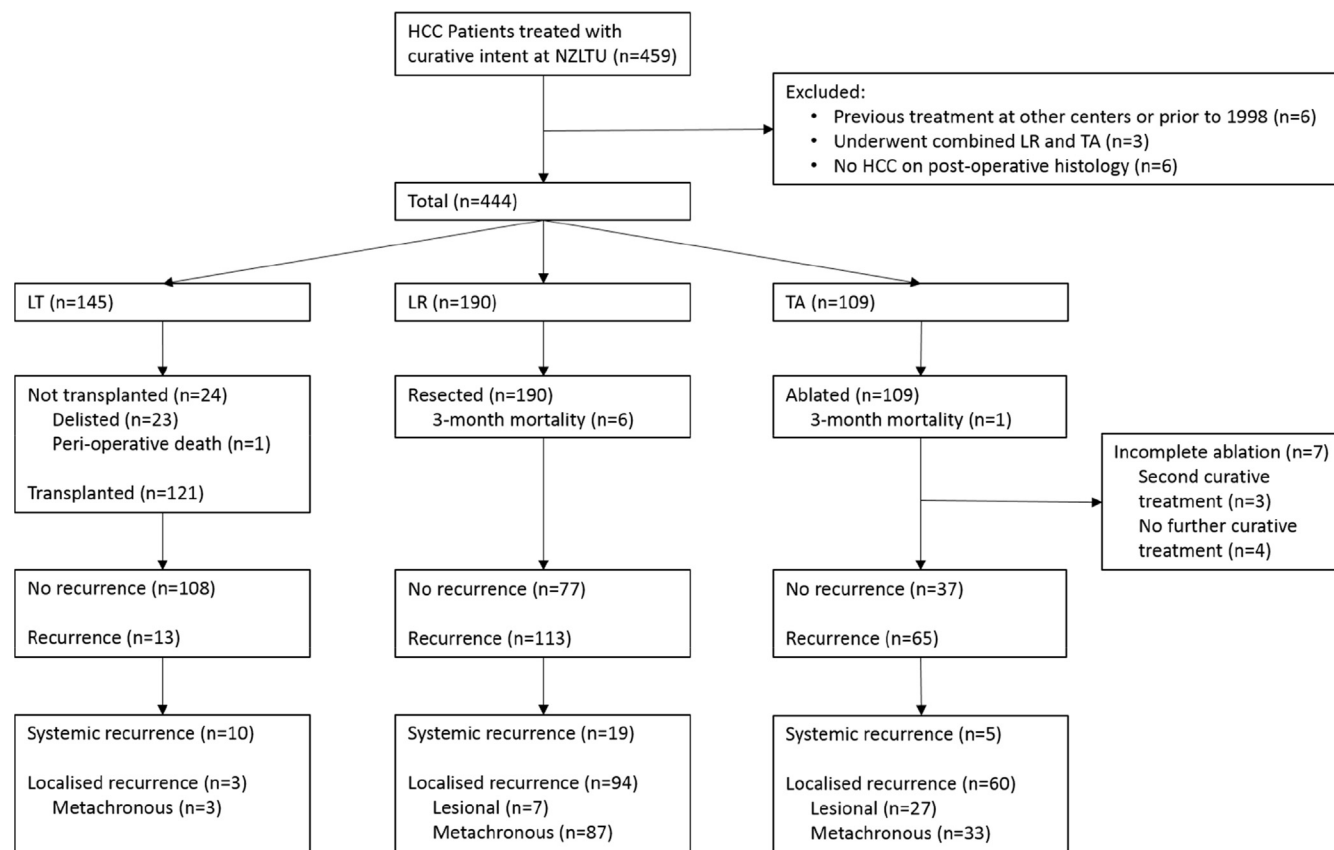 HCC Patients treated with
curative intent at NZLTU (n=459)
Excluded:
• Previous treatment at other centers or prior to 1998 (n=6)
• Underwent combined LR and TA (n=3)
• No HCC on post-operative histology (n=6)
Total (n=444)
LT (n=145)
LR (n=190)
TA (n=109)
Not transplanted (n=24)
Delisted (n=23)
Peri-operative death (n=1)
Transplanted (n=121)
Resected (n=190)
3-month mortality (n=6)
Ablated (n=109)
3-month mortality (n=1)
Incomplete ablation (n=7)
Second curative
treatment (n=3)
No further curative
treatment (n=4)
No recurrence (n=108)
Recurrence (n=13)
No recurrence (n=77)
Recurrence (n=113)
No recurrence (n=37)
Recurrence (n=65)
Systemic recurrence (n=10)
Localised recurrence (n=3)
Metachronous (n=3)
Systemic recurrence (n=19)
Localised recurrence (n=94)
Lesional (n=7)
Metachronous (n=87)
Systemic recurrence (n=5)
Localised recurrence (n=60)
Lesional (n=27)
Metachronous (n=33)